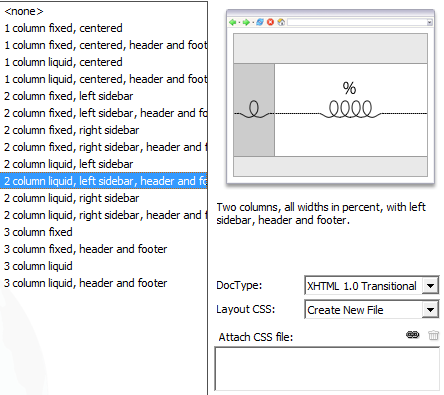 <none>
1 column fixed, centered
1 column fixed, centered, header and foot
1 column liquid, centered
1 column liquid, centered, header and foot
2 column fixed, left sidebar
2 column fixed, left sidebar, header and fo
2 column fixed, right sidebar
2 column fixed, right sidebar, header and f
2 column liquid, left sidebar
2 column liquid, left sidebar, header and fo
2 column liquid, right sidebar
2 column liquid, right sidebar, header and f
3 column fixed
3 column fixed, header and footer
3 column liquid
3 column liquid, header and footer
%
Two columns, all widths in percent, with left
sidebar, header and footer.
DocType: XHTML 1.0 Transitional
Layout CSS: Create New File
Attach CSS file: